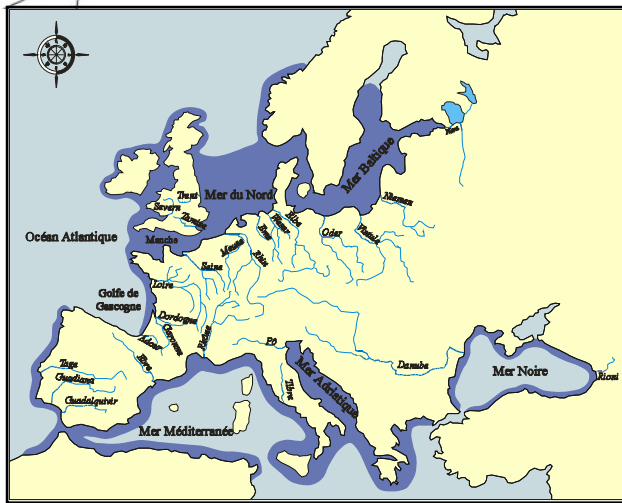 Neva
Mer Baltique
Niemen
Trent
Severn
Mer du Nord
Tamise
Elbe
Weser
Ems
Oder
Vistule
Océan Atlantique
Manche
Meuse
Rhin
Seine
Loire
Golfe de
Gascogne
Dordogne
Garonne
Adour
Rhône
Ebre
Pô
Danube
Mer Noire
Rioni
Tage
Guadiana
Guadalquivir
Tibre
Mer Adriatique
Mer Méditerranée